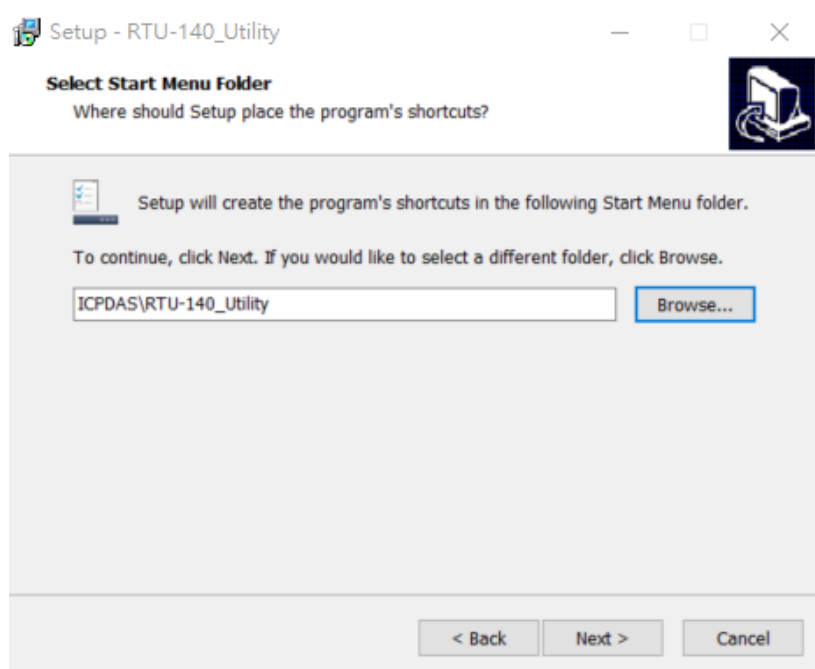 Setup - RTU-140_Utility
Select Start Menu Folder
Where should Setup place the program's shortcuts?
Setup will create the program's shortcuts in the following Start Menu folder.
To continue, click Next. If you would like to select a different folder, click Browse.
ICPDAS\RTU-140_Utility
Browse...
< Back
Next >
Cancel